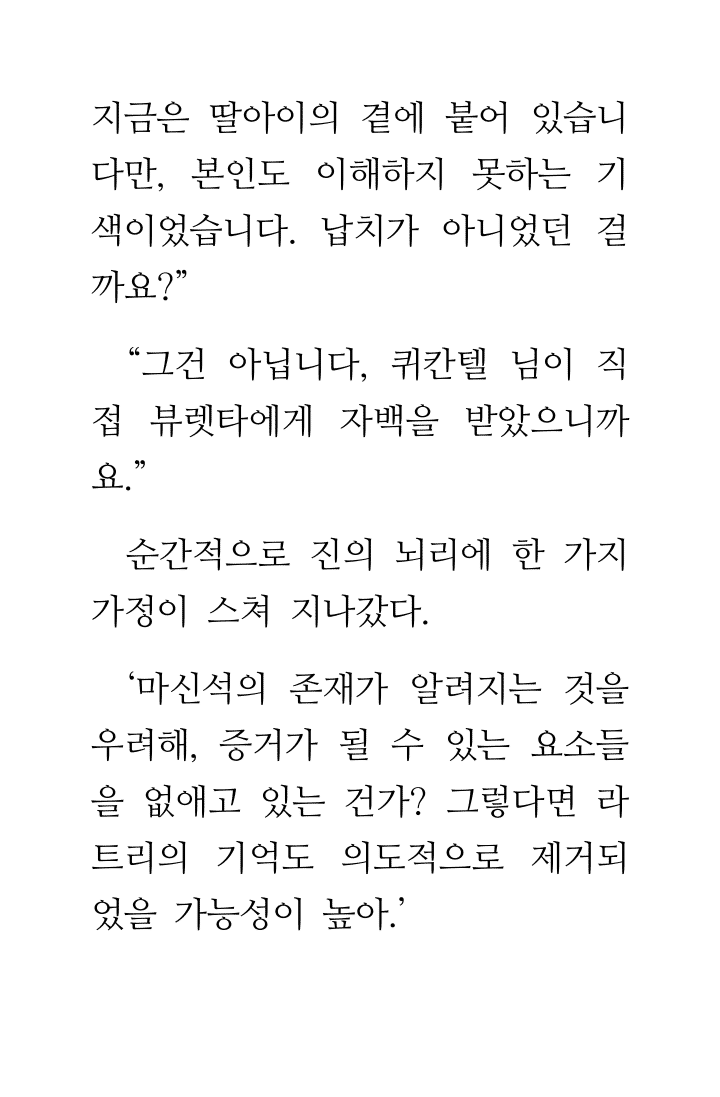 지금은 딸아이의 곁에 붙어 있습니
다만, 본인도 이해하지 못하는 기
색이었습니다. 납치가 아니었던 걸
까요?”
“그건 아닙니다, 퀴칸텔 님이 직
접 뷰렛타에게 자백을 받았으니까
요.”
순간적으로 진의 뇌리에 한 가지
가정이 스쳐 지나갔다.
‘마신석의 존재가 알려지는 것을
우려해, 증거가 될 수 있는 요소들
을 없애고 있는 건가? 그렇다면 라
트리의 기억도 의도적으로 제거되
었을 가능성이 높아.’